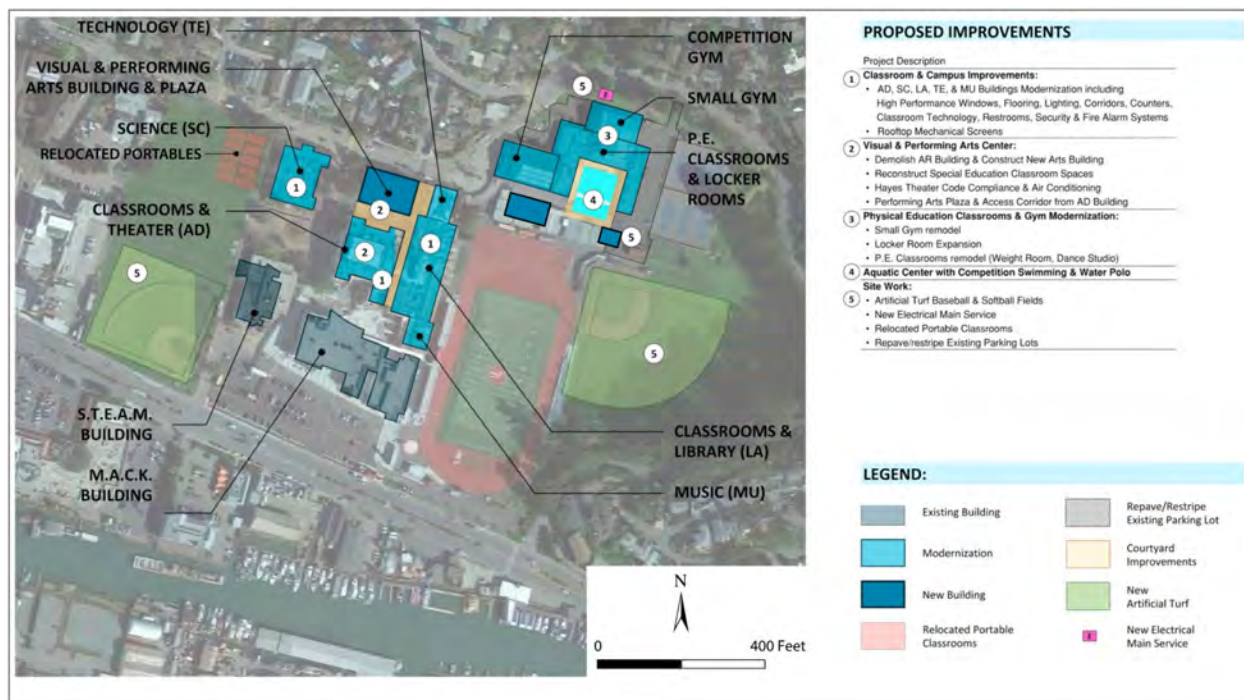 TECHNOLOGY (TE)
VISUAL & PERFORMING
ARTS BUILDING & PLAZA
SCIENCE (SC)
RELOCATED PORTABLES
CLASSROOMS &
THEATER (AD)
S.T.E.A.M.
BUILDING
M.A.C.K.
BUILDING
COMPETITION
GYM
SMALL GYM
P.E.
CLASSROOMS
& LOCKER
ROOMS
CLASSROOMS &
LIBRARY (LA)
MUSIC (MU)
5
E
3
4
5
1
2
2
1
1
5
5
N
0 400 Feet
PROPOSED IMPROVEMENTS
Project Description
1 Classroom & Campus Improvements:
• AD, SC, LA, TE, & MU Buildings Modernization including
High Performance Windows, Flooring, Lighting, Corridors, Counters,
Classroom Technology, Restrooms, Security & Fire Alarm Systems
• Rooftop Mechanical Screens
2 Visual & Performing Arts Center:
• Demolish AR Building & Construct New Arts Building
• Reconstruct Special Education Classroom Spaces
• Hayes Theater Code Compliance & Air Conditioning
• Performing Arts Plaza & Access Corridor from AD Building
3 Physical Education Classrooms & Gym Modernization:
• Small Gym remodel
• Locker Room Expansion
• P.E. Classrooms remodel (Weight Room, Dance Studio)
4 Aquatic Center with Competition Swimming & Water Polo
Site Work:
5 • Artificial Turf Baseball & Softball Fields
• New Electrical Main Service
• Relocated Portable Classrooms
• Repave/restripe Existing Parking Lots
LEGEND:
Existing Building
Modernization
New Building
Relocated Portable
Classrooms
Repave/Restripe
Existing Parking Lot
Courtyard
Improvements
New
Artificial Turf
E New Electrical
Main Service